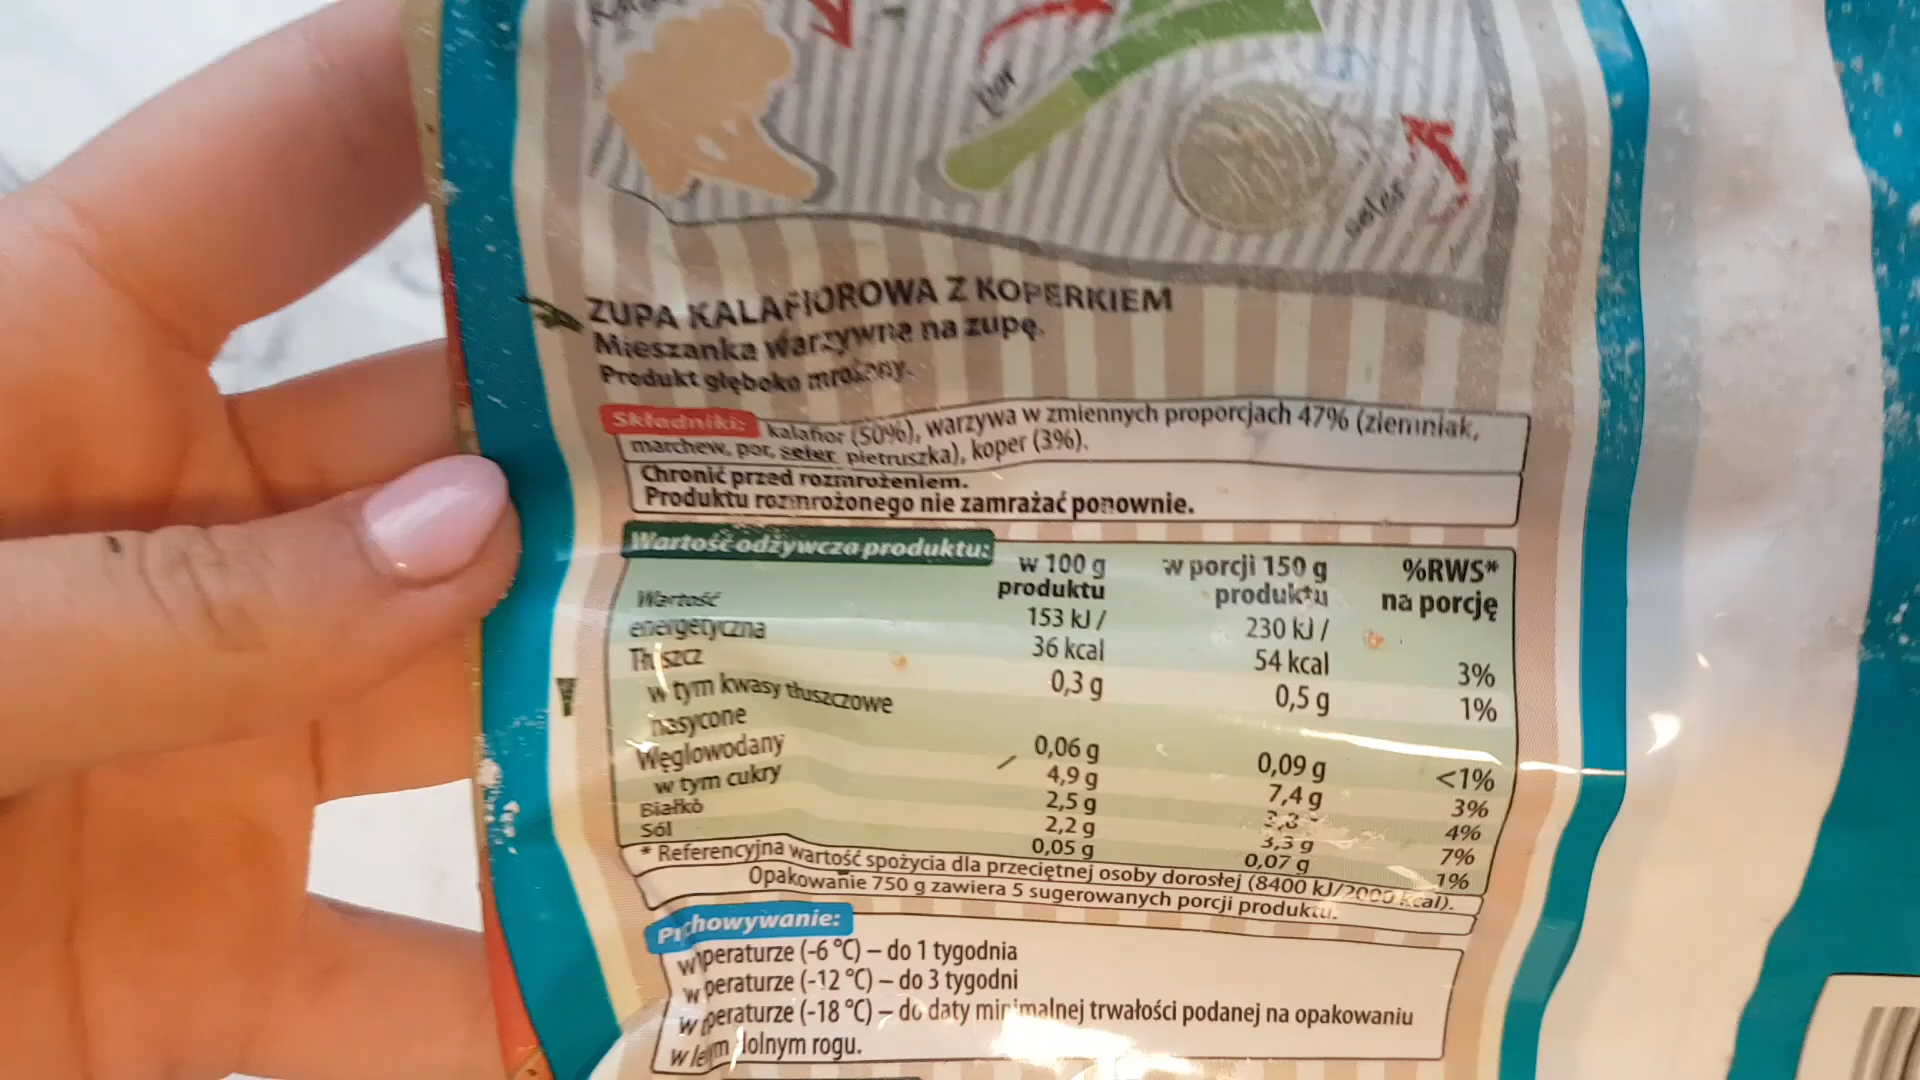 por
seler
ZUPA KALAFIOROWA Z KOPERKIEM
Mieszanka warzywna na zupę.
Produkt głęboko mrożony.
Składniki: kalafior (50%), warzywa w zmiennych proporcjach 47% (ziemniak,
marchew, por, seler, pietruszka), koper (3%).
Chronić przed rozmrożeniem.
Produktu rozmrożonego nie zamrażać ponownie.
Wartość odżywcza produktu:
w 100 g produktu
w porcji 150 g produktu
%RWS* na porcję
Wartość energetyczna 153 kJ / 36 kcal 230 kJ / 54 kcal 3%
Tłuszcz 0,3 g 0,5 g 1%
w tym kwasy tłuszczowe nasycone 0,06 g 0,09 g <1%
Węglowodany 4,9 g 7,4 g 3%
w tym cukry 2,5 g 4%
Białko 2,2 g 3,3 g 7%
Sól 0,05 g 0,07 g 1%
* Referencyjna wartość spożycia dla przeciętnej osoby dorosłej (8400 kJ/2000 kcal).
Opakowanie 750 g zawiera 5 sugerowanych porcji produktu.
chowywanie:
w peraturze (-6 °C) – do 1 tygodnia
w peraturze (-12 °C) – do 3 tygodni
w peraturze (-18 °C) – do daty minimalnej trwałości podanej na opakowaniu
w dolnym rogu.